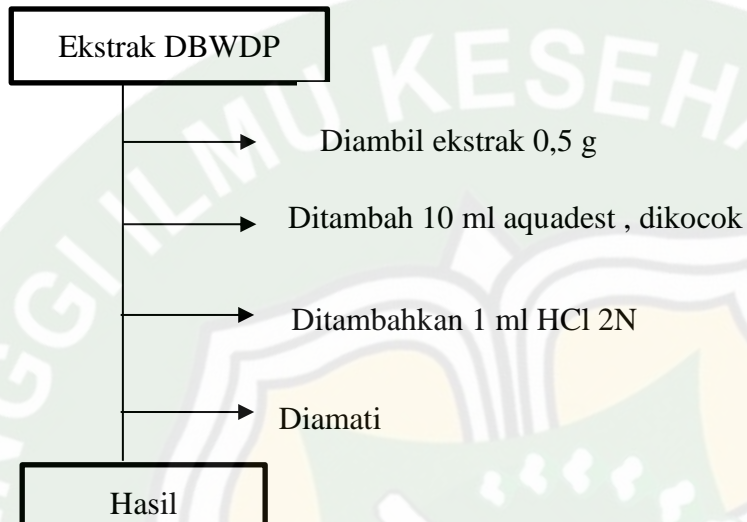 Ekstrak DBWDP
Diambil ekstrak 0,5 g
Ditambah 10 ml aquadest , dikocok
Ditambahkan 1 ml HCl 2N
Diamati
Hasil